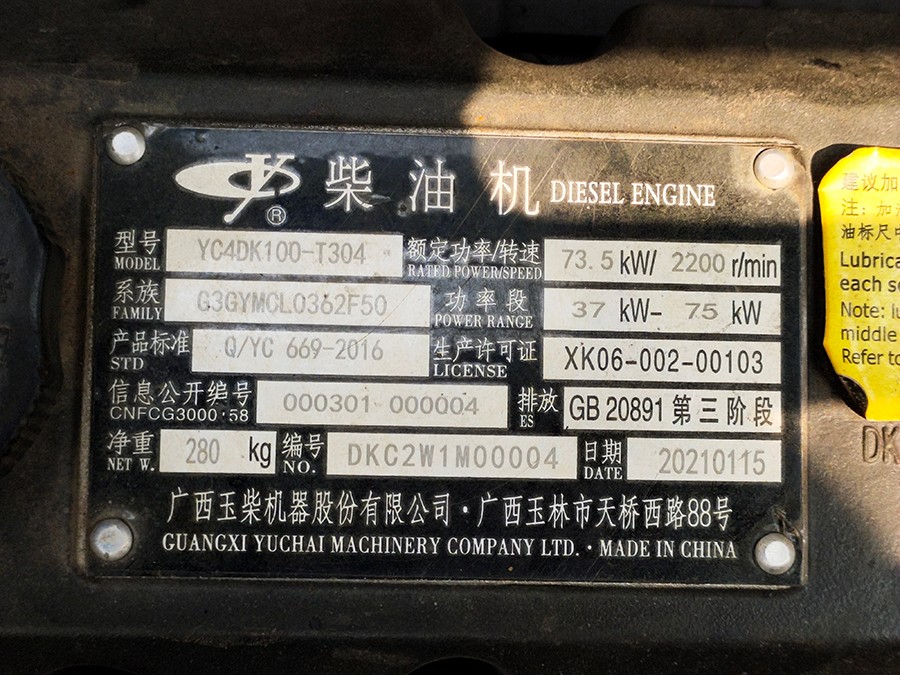 柴油机 DIESEL ENGINE
®
型号 YC4DK100-T304 额定功率/转速 73.5 kW/ 2200 r/min
MODEL RATED POWER/SPEED
系族 G3GYMCL0362F50 功率段 37 kW- 75 kW
FAMILY POWER RANGE
产品标准 Q/YC 669-2016 生产许可证 XK06-002-00103
STD LICENSE
信息公开编号 000301 000004 排放 GB 20891 第三阶段
CNFCG3000:58 ES
净重 280 kg 编号 DKC2W1M00004 日期 20210115
NET W. NO. DATE
广西玉柴机器股份有限公司·广西玉林市天桥西路88号
GUANGXI YUCHAI MACHINERY COMPANY LTD.·MADE IN CHINA
建议加
注：加
油标尺中
Lubrica
each se
Note: lu
middle
Refer to
DK